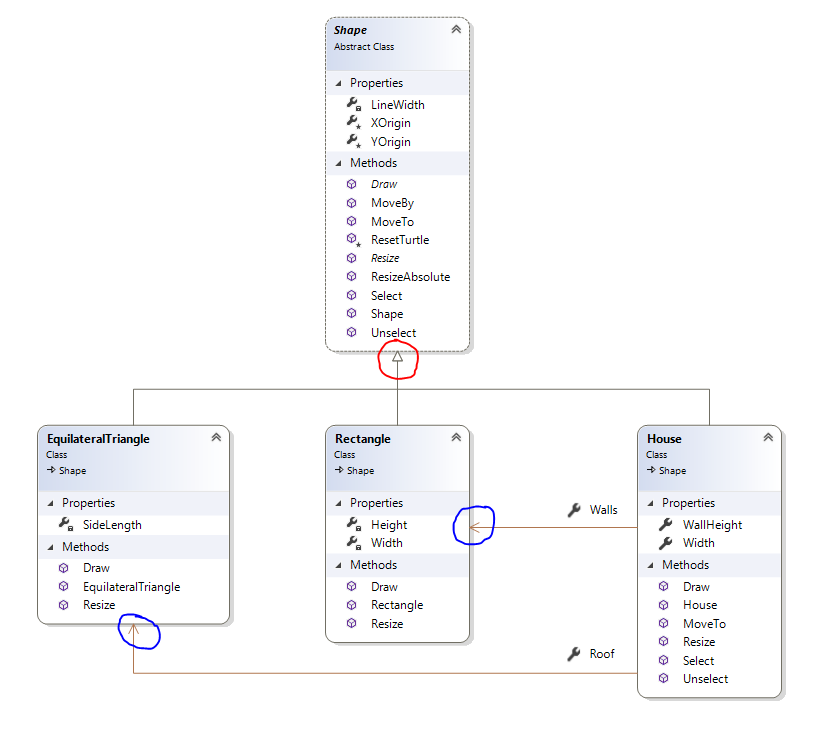 Shape
Abstract Class
Properties
LineWidth
XOrigin
YOrigin
Methods
Draw
MoveBy
MoveTo
ResetTurtle
Resize
ResizeAbsolute
Select
Shape
Unselect
EquilateralTriangle
Class
Shape
Properties
SideLength
Methods
Draw
EquilateralTriangle
Resize
Rectangle
Class
Shape
Properties
Height
Width
Methods
Draw
Rectangle
Resize
Walls
Roof
House
Class
Shape
Properties
WallHeight
Width
Methods
Draw
House
MoveTo
Resize
Select
Unselect